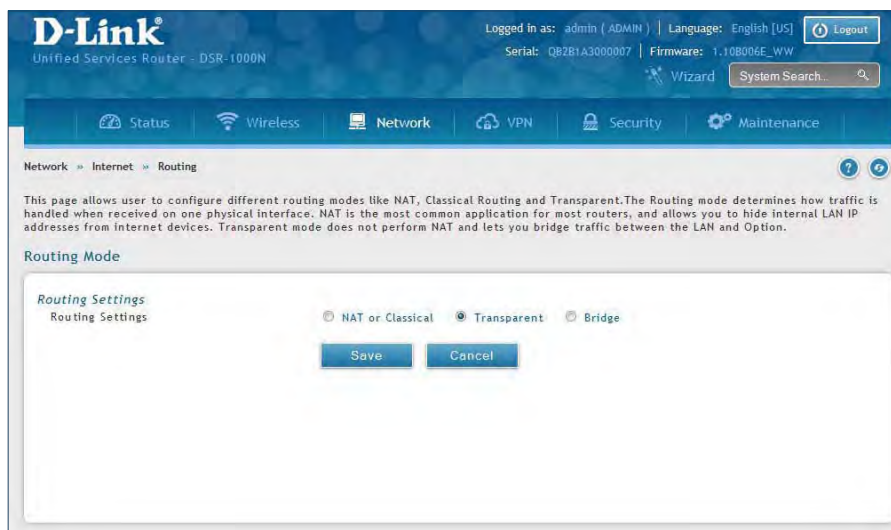 D-Link
Unified Services Router - DSR-1000N
Logged in as: admin ( ADMIN ) | Language: English [US]
Logout
Serial: QB2B1A3000007 | Firmware: 1.10B006E_WW
Wizard
System Search...
Status
Wireless
Network
VPN
Security
Maintenance
Network » Internet » Routing
This page allows user to configure different routing modes like NAT, Classical Routing and Transparent.The Routing mode determines how traffic is
handled when received on one physical interface. NAT is the most common application for most routers, and allows you to hide internal LAN IP
addresses from internet devices. Transparent mode does not perform NAT and lets you bridge traffic between the LAN and Option.
Routing Mode
Routing Settings
Routing Settings
NAT or Classical
Transparent
Bridge
Save
Cancel